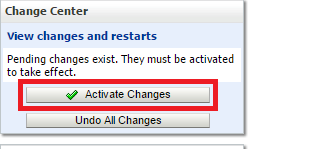 Change Center
View changes and restarts
Pending changes exist. They must be activated
to take effect.
Activate Changes
Undo All Changes